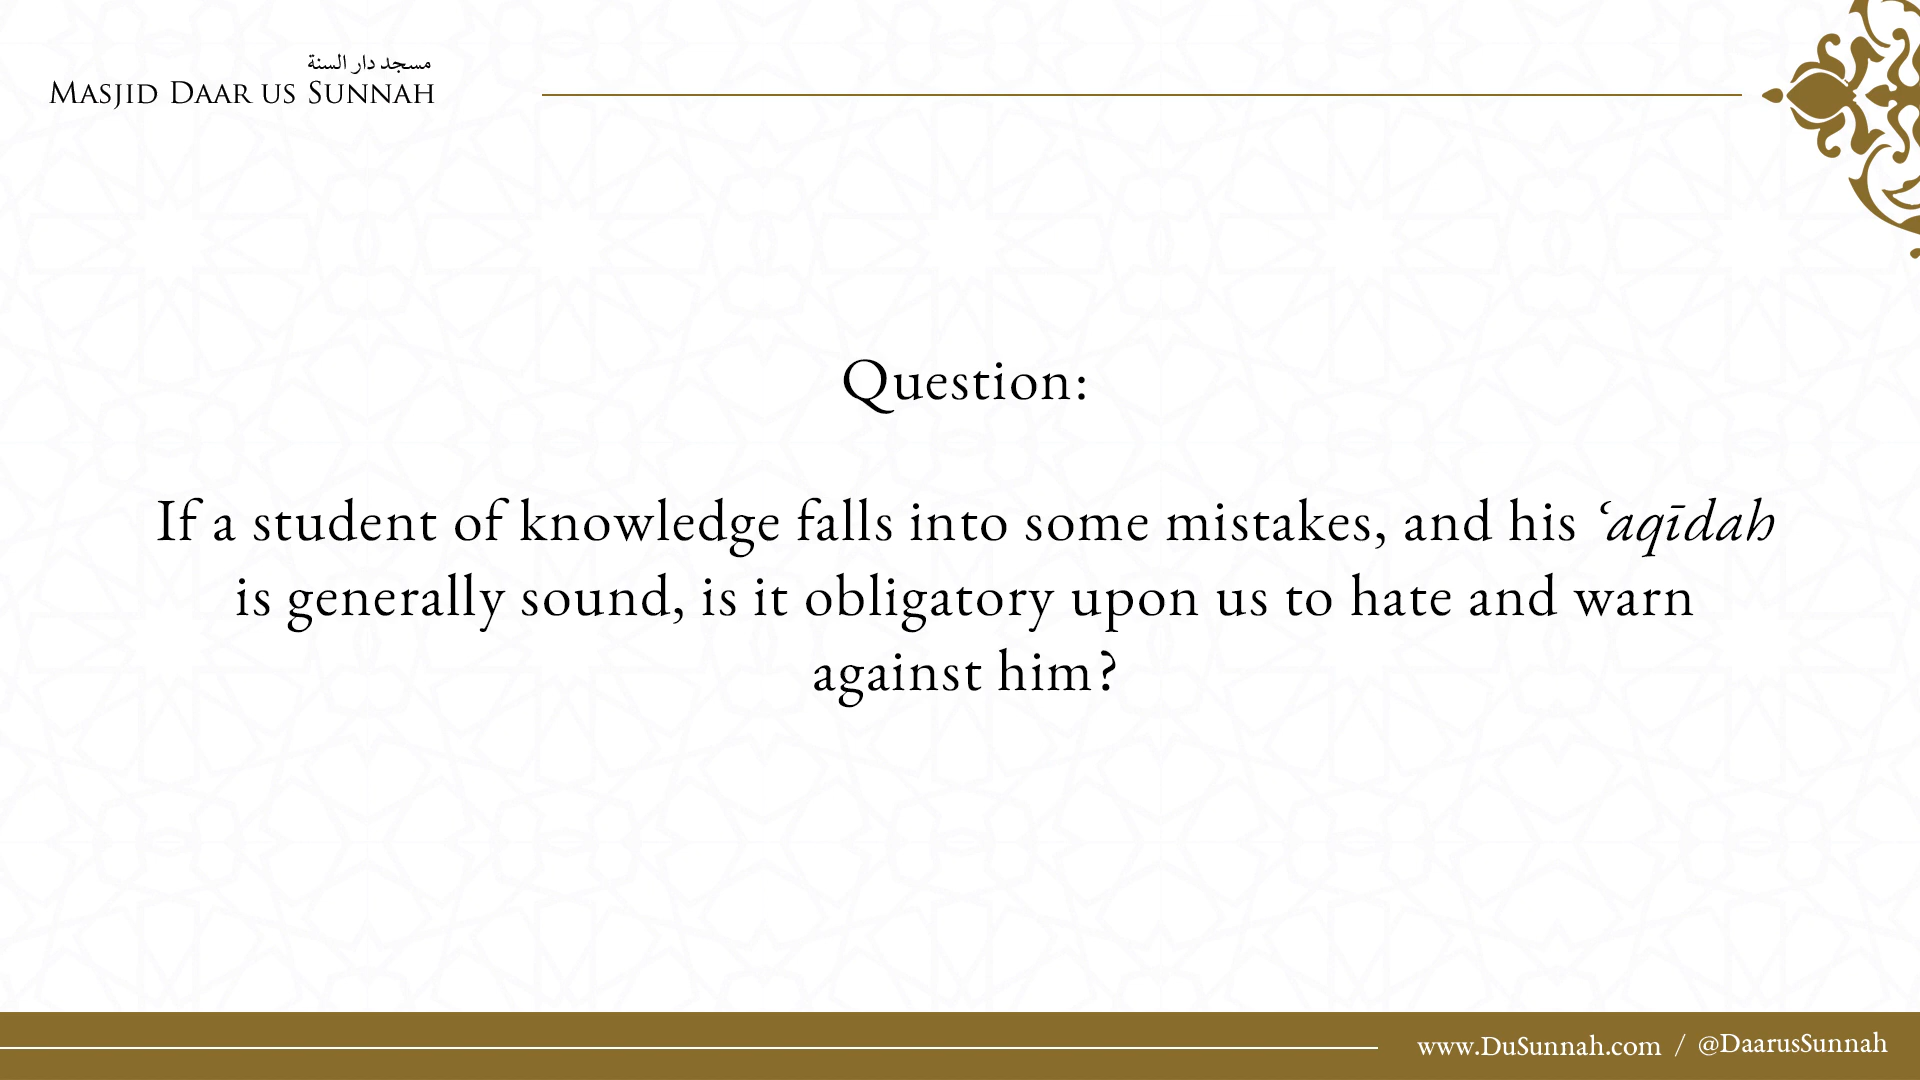 مسجد دار السنة
MASJID DAAR US SUNNAH
Question:
If a student of knowledge falls into some mistakes, and his ʿaqīdah
is generally sound, is it obligatory upon us to hate and warn
against him?
www.DuSunnah.com / @DaarusSunnah